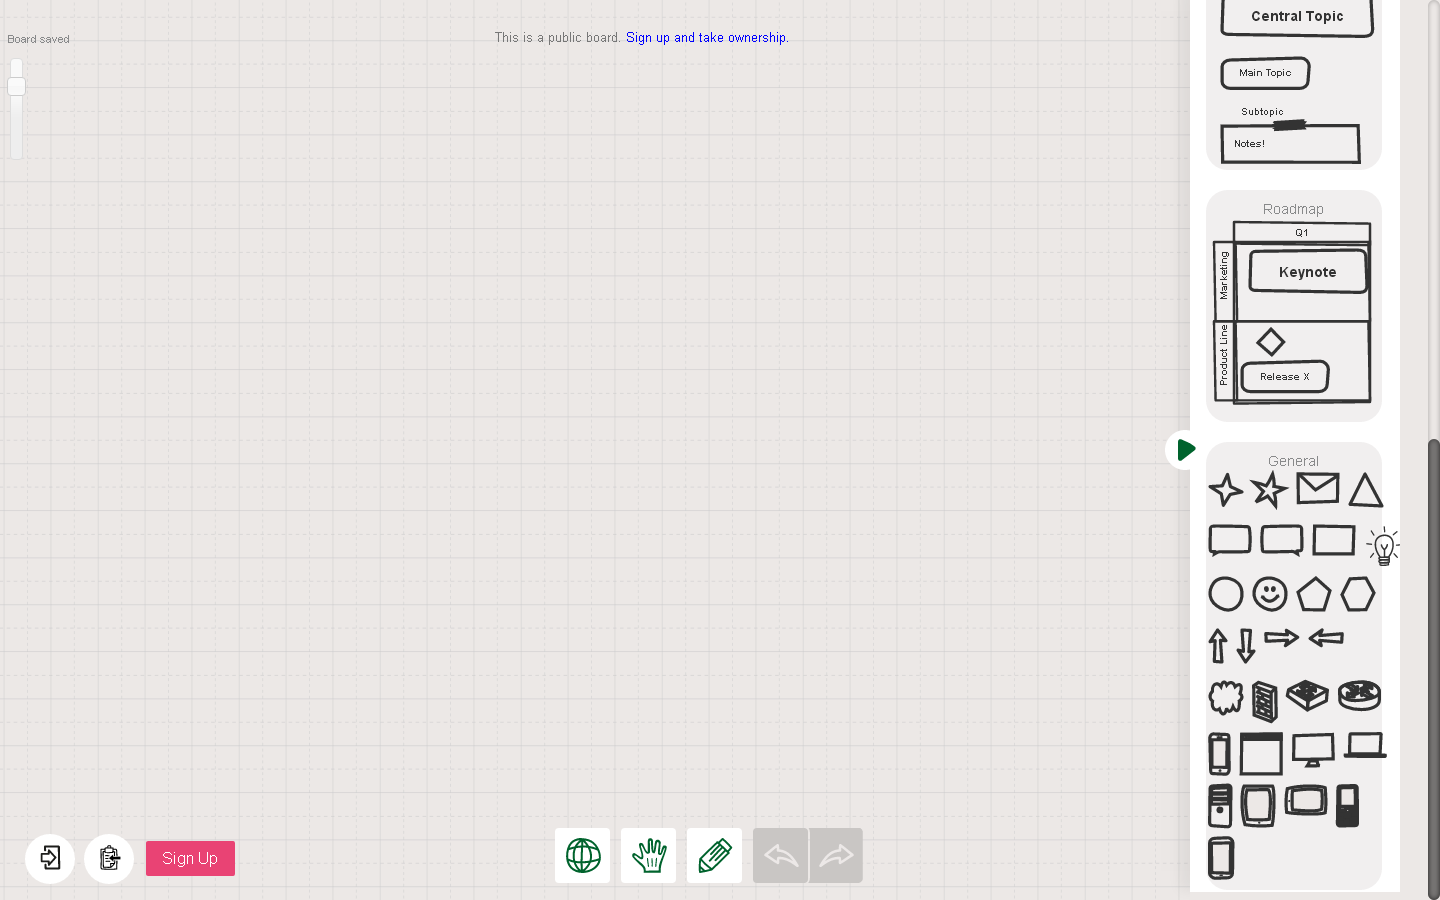 Board saved
This is a public board. Sign up and take ownership.
Central Topic
Main Topic
Subtopic
Notes!
Roadmap
Q1
Marketing
Keynote
Product Line
Release X
General
Sign Up